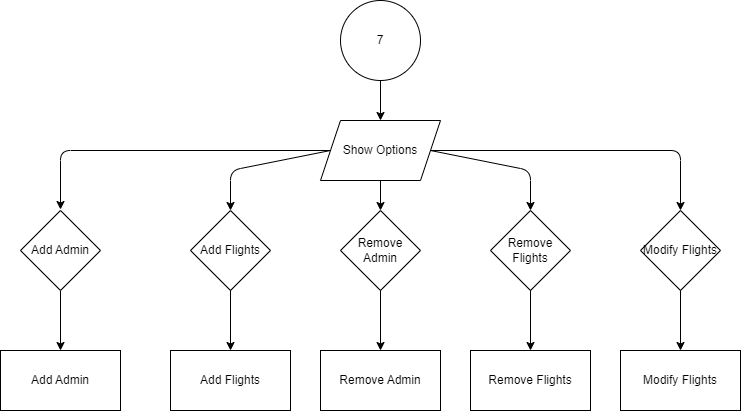 7
Show Options
Add Admin
Add Flights
Remove
Admin
Remove
Flights
Modify Flights
Add Admin
Add Flights
Remove Admin
Remove Flights
Modify Flights